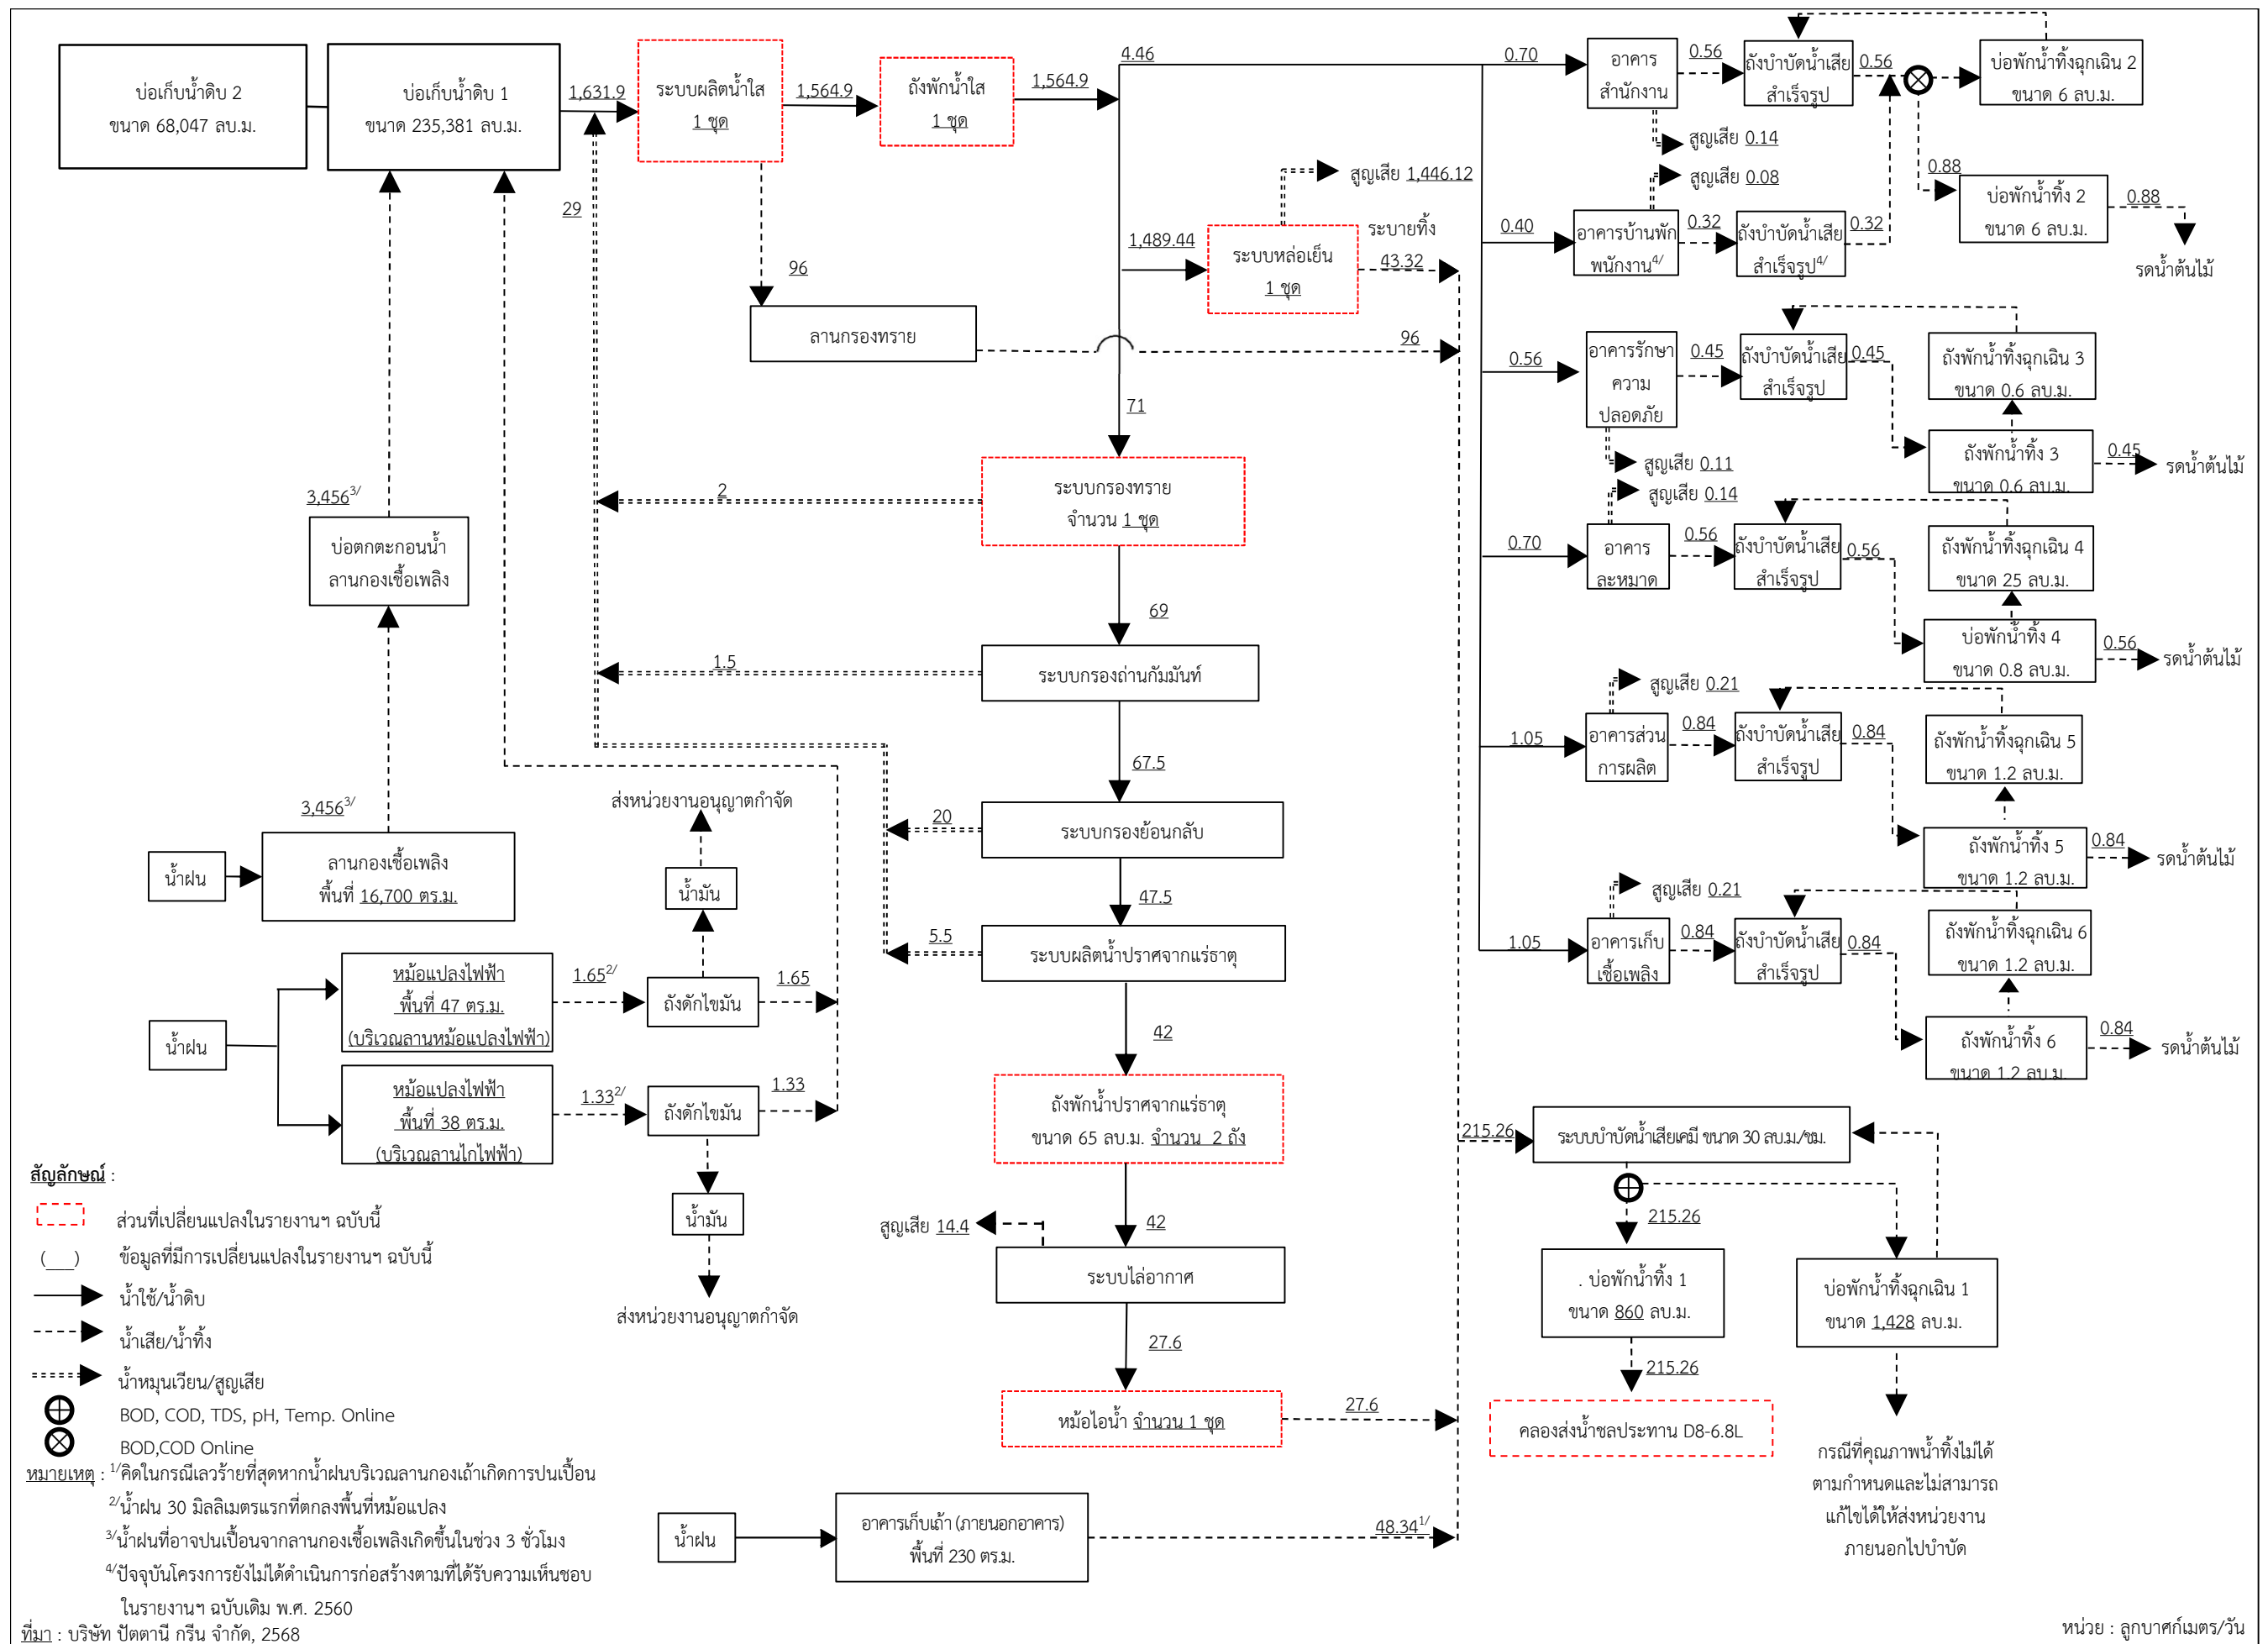 บ่อเก็บน้ำดิบ 2
ขนาด 68,047 ลบ.ม.
บ่อเก็บน้ำดิบ 1
ขนาด 235,381 ลบ.ม.
1,631.9
ระบบผลิตน้ำใส
1 ชุด
1,564.9
ถังพักน้ำใส
1 ชุด
1,564.9
4.46
29
96
ลานกรองทราย
96
1,489.44
ระบบหล่อเย็น
1 ชุด
สูญเสีย 1,446.12
ระบายทิ้ง
43.32
71
ระบบกรองทราย
จำนวน 1 ชุด
2
69
ระบบกรองถ่านกัมมันท์
1.5
67.5
ระบบกรองย้อนกลับ
20
47.5
ระบบผลิตน้ำปราศจากแร่ธาตุ
5.5
42
ถังพักน้ำปราศจากแร่ธาตุ
ขนาด 65 ลบ.ม. จำนวน 2 ถัง
42
สูญเสีย 14.4
ระบบไล่อากาศ
27.6
หม้อไอน้ำ จำนวน 1 ชุด
27.6
น้ำฝน
อาคารเก็บเถ้า (ภายนอกอาคาร)
พื้นที่ 230 ตร.ม.
48.34 1/
3,456 3/
บ่อตกตะกอนน้ำ
ลานกองเชื้อเพลิง
3,456 3/
น้ำฝน
ลานกองเชื้อเพลิง
พื้นที่ 16,700 ตร.ม.
น้ำฝน
หม้อแปลงไฟฟ้า
พื้นที่ 47 ตร.ม.
(บริเวณลานหม้อแปลงไฟฟ้า)
1.65 2/
ถังดักไขมัน
1.65
น้ำมัน
ส่งหน่วยงานอนุญาตกำจัด
หม้อแปลงไฟฟ้า
พื้นที่ 38 ตร.ม.
(บริเวณลานไกไฟฟ้า)
1.33 2/
ถังดักไขมัน
1.33
น้ำมัน
ส่งหน่วยงานอนุญาตกำจัด
0.70
อาคาร
สำนักงาน
0.56
ถังบำบัดน้ำเสีย
สำเร็จรูป
0.56
บ่อพักน้ำทิ้งฉุกเฉิน 2
ขนาด 6 ลบ.ม.
สูญเสีย 0.14
สูญเสีย 0.08
0.88
บ่อพักน้ำทิ้ง 2
ขนาด 6 ลบ.ม.
0.88
รดน้ำต้นไม้
0.40
อาคารบ้านพัก
พนักงาน4/
0.32
ถังบำบัดน้ำเสีย
สำเร็จรูป4/
0.32
0.56
อาคารรักษา
ความ
ปลอดภัย
0.45
ถังบำบัดน้ำเสีย
สำเร็จรูป
0.45
ถังพักน้ำทิ้งฉุกเฉิน 3
ขนาด 0.6 ลบ.ม.
ถังพักน้ำทิ้ง 3
ขนาด 0.6 ลบ.ม.
0.45
รดน้ำต้นไม้
สูญเสีย 0.11
สูญเสีย 0.14
0.70
อาคาร
ละหมาด
0.56
ถังบำบัดน้ำเสีย
สำเร็จรูป
0.56
ถังพักน้ำทิ้งฉุกเฉิน 4
ขนาด 25 ลบ.ม.
บ่อพักน้ำทิ้ง 4
ขนาด 0.8 ลบ.ม.
0.56
รดน้ำต้นไม้
สูญเสีย 0.21
1.05
อาคารส่วน
การผลิต
0.84
ถังบำบัดน้ำเสีย
สำเร็จรูป
0.84
ถังพักน้ำทิ้งฉุกเฉิน 5
ขนาด 1.2 ลบ.ม.
ถังพักน้ำทิ้ง 5
ขนาด 1.2 ลบ.ม.
0.84
รดน้ำต้นไม้
สูญเสีย 0.21
1.05
อาคารเก็บ
เชื้อเพลิง
0.84
ถังบำบัดน้ำเสีย
สำเร็จรูป
0.84
ถังพักน้ำทิ้งฉุกเฉิน 6
ขนาด 1.2 ลบ.ม.
ถังพักน้ำทิ้ง 6
ขนาด 1.2 ลบ.ม.
0.84
รดน้ำต้นไม้
215.26
ระบบบำบัดน้ำเสียเคมี ขนาด 30 ลบ.ม./ชม.
215.26
. บ่อพักน้ำทิ้ง 1
ขนาด 860 ลบ.ม.
215.26
คลองส่งน้ำชลประทาน D8-6.8L
บ่อพักน้ำทิ้งฉุกเฉิน 1
ขนาด 1,428 ลบ.ม.
กรณีที่คุณภาพน้ำทิ้งไม่ได้
ตามกำหนดและไม่สามารถ
แก้ไขได้ให้ส่งหน่วยงาน
ภายนอกไปบำบัด
สัญลักษณ์ :
ส่วนที่เปลี่ยนแปลงในรายงานฯ ฉบับนี้
(___) ข้อมูลที่มีการเปลี่ยนแปลงในรายงานฯ ฉบับนี้
น้ำใช้/น้ำดิบ
น้ำเสีย/น้ำทิ้ง
น้ำหมุนเวียน/สูญเสีย
BOD, COD, TDS, pH, Temp. Online
BOD,COD Online
หมายเหตุ : 1/คิดในกรณีเลวร้ายที่สุดหากน้ำฝนบริเวณลานกองเถ้าเกิดการปนเปื้อน
2/น้ำฝน 30 มิลลิเมตรแรกที่ตกลงพื้นที่หม้อแปลง
3/น้ำฝนที่อาจปนเปื้อนจากลานกองเชื้อเพลิงเกิดขึ้นในช่วง 3 ชั่วโมง
4/ปัจจุบันโครงการยังไม่ได้ดำเนินการก่อสร้างตามที่ได้รับความเห็นชอบ
ในรายงานฯ ฉบับเดิม พ.ศ. 2560
ที่มา : บริษัท ปัตตานี กรีน จำกัด, 2568
หน่วย : ลูกบาศก์เมตร/วัน